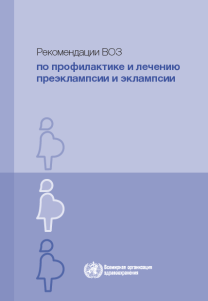 Рекомендации ВОЗ
по профилактике и лечению
преэклампсии и эклампсии
Всемирная организация
здравоохранения